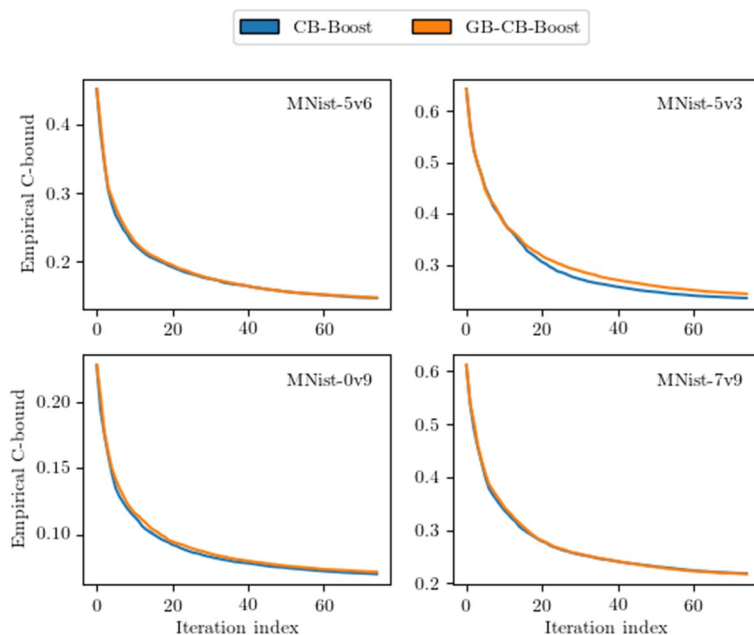 CB-Boost GB-CB-Boost
MNist-5v6
Empirical C-bound
0.4
0.3
0.2
0 20 40 60
MNist-5v3
0.6
0.5
0.4
0.3
0 20 40 60
MNist-0v9
Empirical C-bound
0.20
0.15
0.10
0 20 40 60
Iteration index
MNist-7v9
0.6
0.5
0.4
0.3
0.2
0 20 40 60
Iteration index